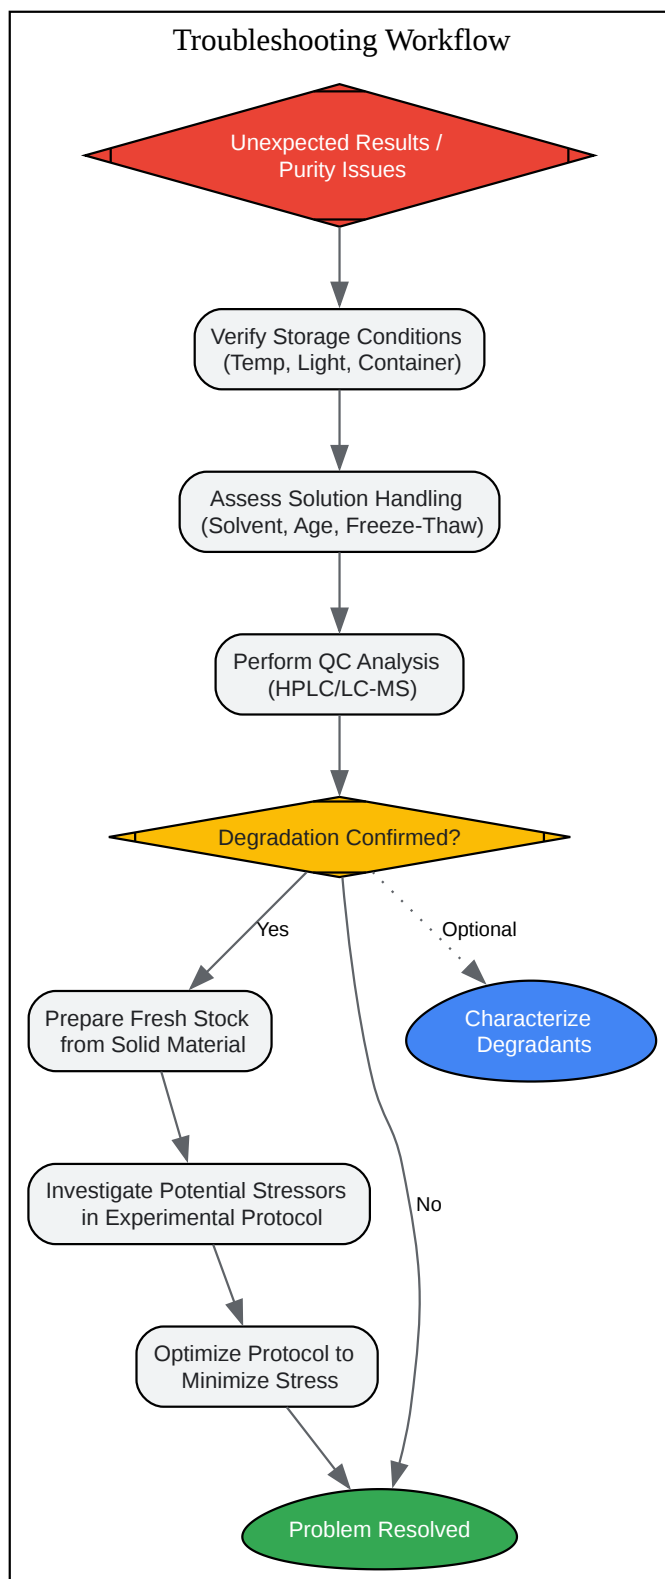 Troubleshooting Workflow
Unexpected Results /
Purity Issues
Verify Storage Conditions
(Temp, Light, Container)
Assess Solution Handling
(Solvent, Age, Freeze-Thaw)
Perform QC Analysis
(HPLC/LC-MS)
Degradation Confirmed?
Yes
Optional
Prepare Fresh Stock
from Solid Material
Characterize
Degradants
Investigate Potential Stressors
in Experimental Protocol
No
Optimize Protocol to
Minimize Stress
Problem Resolved